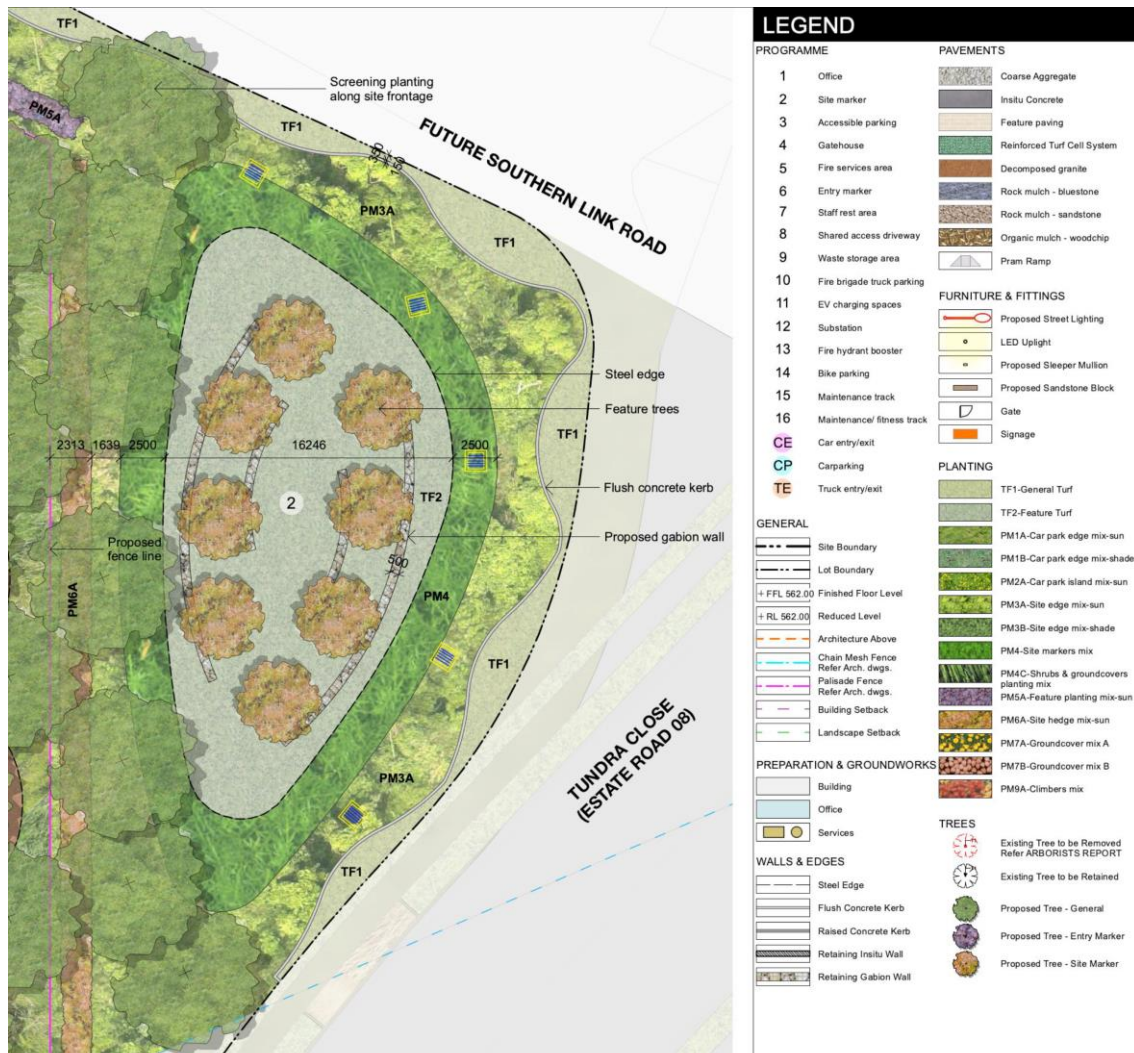 TF1
Screening planting
along site frontage
PM5A
TF1
FUTURE SOUTHERN LINK ROAD
350
150
PM3A
TF1
Steel edge
Feature trees
2313
1639
2500
16246
2500
TF1
2
TF2
Flush concrete kerb
Proposed
fence line
Proposed gabion wall
500
PM6A
PM4
TF1
PM3A
TUNDRA CLOSE
(ESTATE ROAD 08)
TF1
LEGEND
PROGRAMME
1 Office
2 Site marker
3 Accessible parking
4 Gatehouse
5 Fire services area
6 Entry marker
7 Staff rest area
8 Shared access driveway
9 Waste storage area
10 Fire brigade truck parking
11 EV charging spaces
12 Substation
13 Fire hydrant booster
14 Bike parking
15 Maintenance track
16 Maintenance/ fitness track
CE Car entry/exit
CP Carparking
TE Truck entry/exit
GENERAL
Site Boundary
Lot Boundary
+ FFL 562.00 Finished Floor Level
+ RL 562.00 Reduced Level
Architecture Above
Chain Mesh Fence
Refer Arch. dwgs.
Palisade Fence
Refer Arch. dwgs.
Building Setback
Landscape Setback
PREPARATION & GROUNDWORKS
Building
Office
Services
WALLS & EDGES
Steel Edge
Flush Concrete Kerb
Raised Concrete Kerb
Retaining Insitu Wall
Retaining Gabion Wall
PAVEMENTS
Coarse Aggregate
Insitu Concrete
Feature paving
Reinforced Turf Cell System
Decomposed granite
Rock mulch - bluestone
Rock mulch - sandstone
Organic mulch - woodchip
Pram Ramp
FURNITURE & FITTINGS
Proposed Street Lighting
LED Uplight
Proposed Sleeper Mullion
Proposed Sandstone Block
Gate
Signage
PLANTING
TF1-General Turf
TF2-Feature Turf
PM1A-Car park edge mix-sun
PM1B-Car park edge mix-shade
PM2A-Car park island mix-sun
PM3A-Site edge mix-sun
PM3B-Site edge mix-shade
PM4-Site markers mix
PM4C-Shrubs & groundcovers
planting mix
PM5A-Feature planting mix-sun
PM6A-Site hedge mix-sun
PM7A-Groundcover mix A
PM7B-Groundcover mix B
PM9A-Climbers mix
TREES
Existing Tree to be Removed
Refer ARBORISTS REPORT
Existing Tree to be Retained
Proposed Tree - General
Proposed Tree - Entry Marker
Proposed Tree - Site Marker